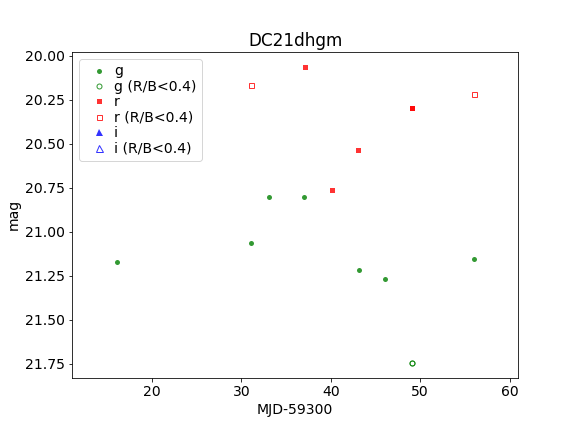 DC21dhgm
20.00
20.25
20.50
20.75
21.00
21.25
21.50
21.75
mag
g
g (R/B<0.4)
r
r (R/B<0.4)
i
i (R/B<0.4)
20
30
40
50
60
MJD-59300